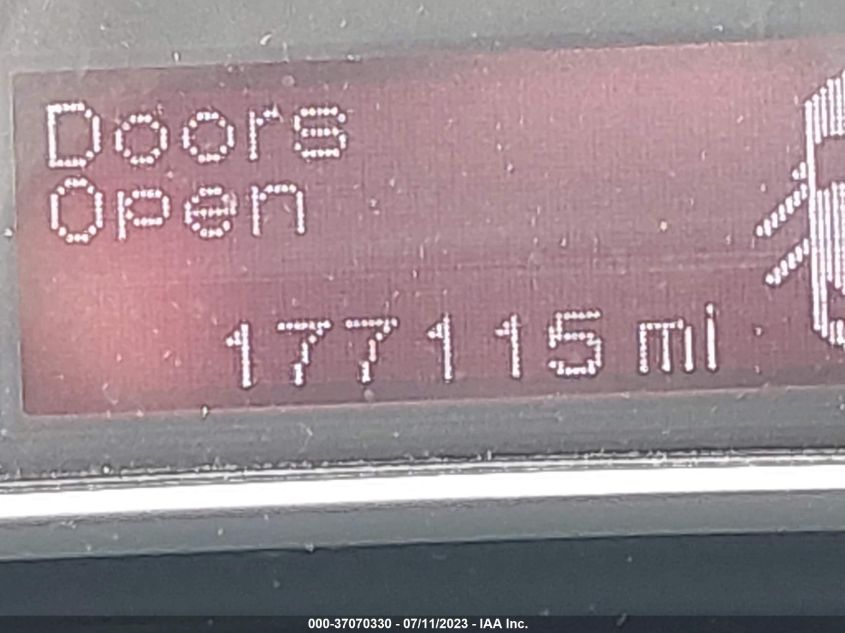 Doors
Open
177115 mi
000-37070330 - 07/11/2023 - IAA Inc.